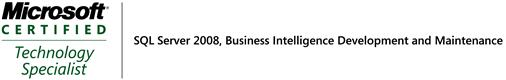 Microsoft
CERTIFIED
Technology
Specialist
SQL Server 2008, Business Intelligence Development and Maintenance